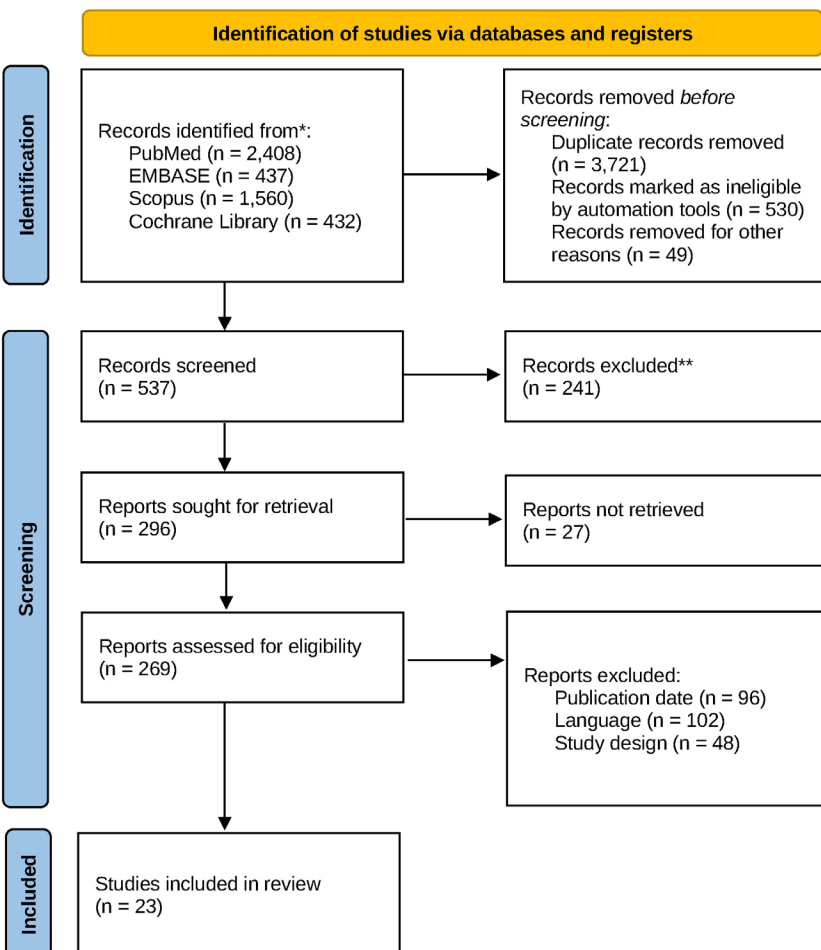 Identification of studies via databases and registers
Identification
Records identified from*:
PubMed (n = 2,408)
EMBASE (n = 437)
Scopus (n = 1,560)
Cochrane Library (n = 432)
Records removed before
screening:
Duplicate records removed
(n = 3,721)
Records marked as ineligible
by automation tools (n = 530)
Records removed for other
reasons (n = 49)
Screening
Records screened
(n = 537)
Records excluded**
(n = 241)
Reports sought for retrieval
(n = 296)
Reports not retrieved
(n = 27)
Reports assessed for eligibility
(n = 269)
Reports excluded:
Publication date (n = 96)
Language (n = 102)
Study design (n = 48)
Included
Studies included in review
(n = 23)